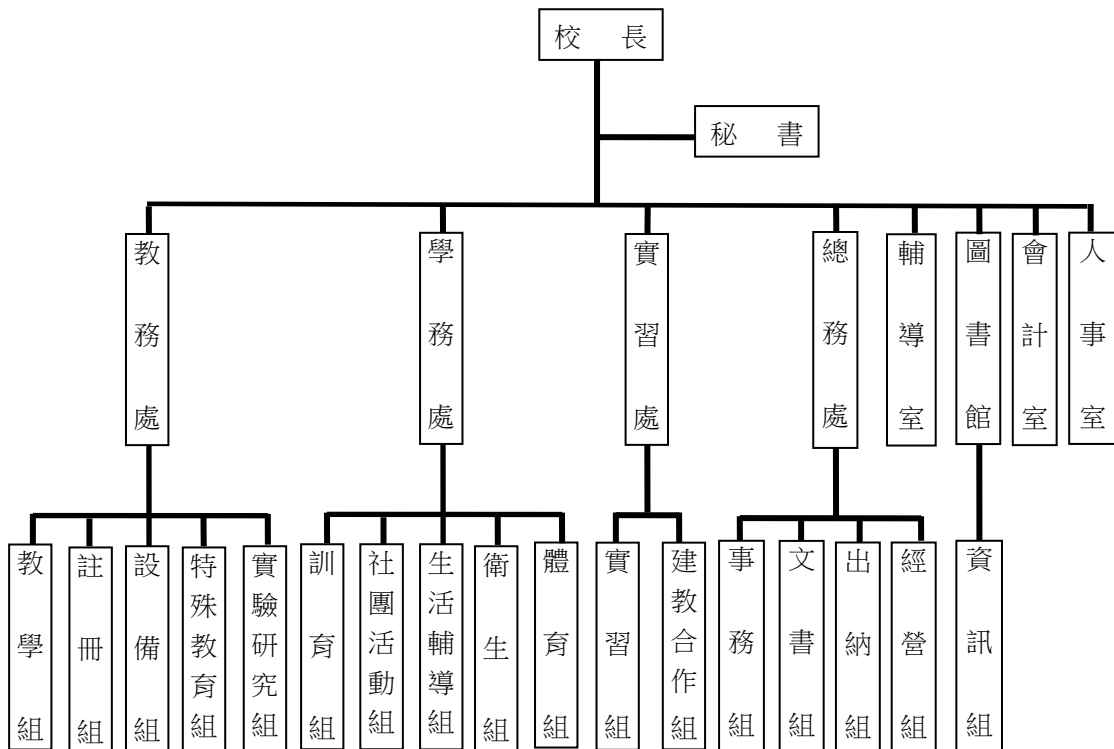 校長
秘書
教務處
學務處
實習處
總務處
輔導室
圖書館
會計室
人事室
教學組
註冊組
設備組
特殊教育組
實驗研究組
訓育組
社團活動組
生活輔導組
衛生組
體育組
實習組
建教合作組
事務組
文書組
出納組
經營組
資訊組